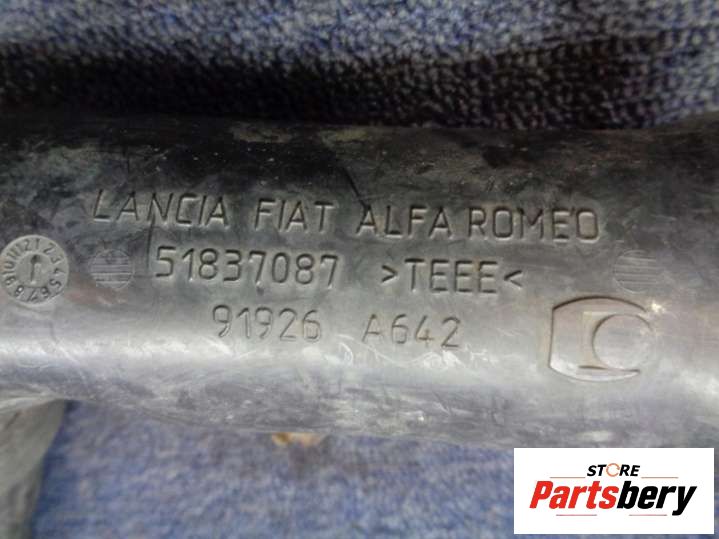 LANCIA FIAT ALFA ROMEO
51837087 >TEEE<
91926 A642
STORE
Partsbery